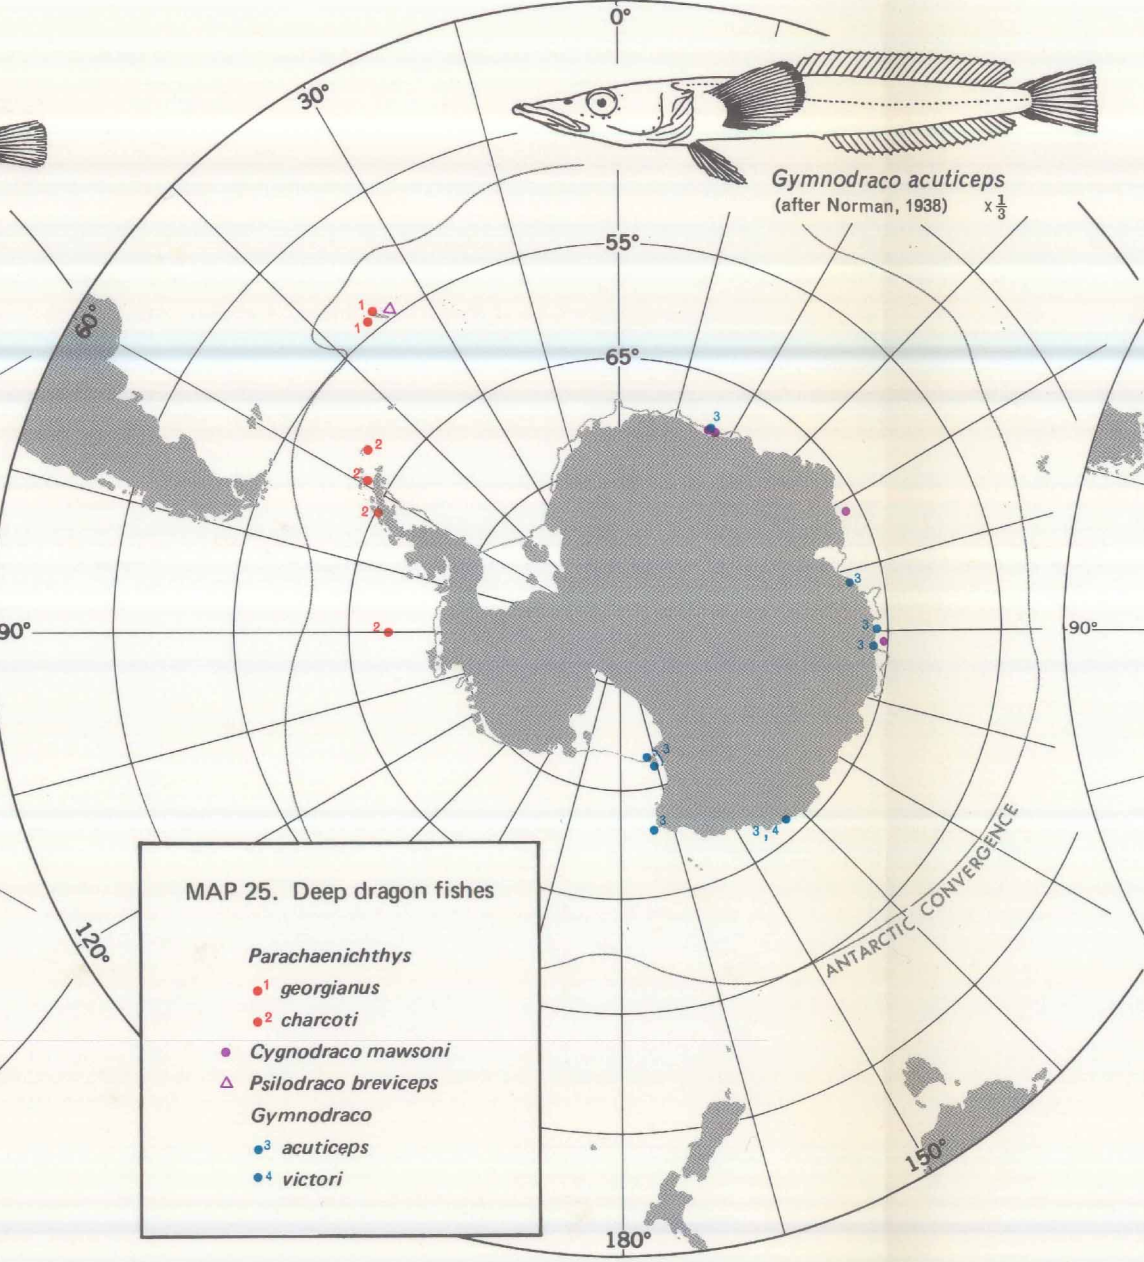 0°
30°
Gymnodraco acuticeps
(after Norman, 1938) x 1/3
55°
60°
1
1
65°
3
2
2
2
3
90°
2
3
3
90°
3
3
3,4
ANTARCTIC CONVERGENCE
120°
MAP 25. Deep dragon fishes
Parachaenichthys
1 georgianus
2 charcoti
Cygnodraco mawsoni
Psilodraco breviceps
Gymnodraco
3 acuticeps
4 victori
150°
180°